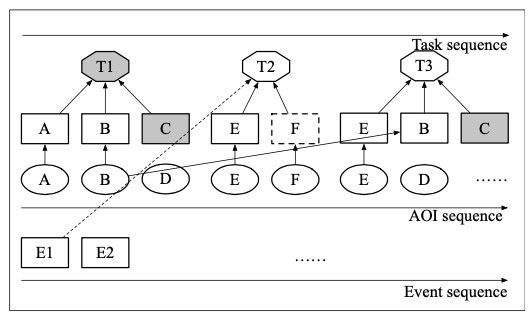 Task sequence
T1 T2 T3
A B C E F E B C
A B D E F E D ......
AOI sequence
E1 E2 ......
Event sequence